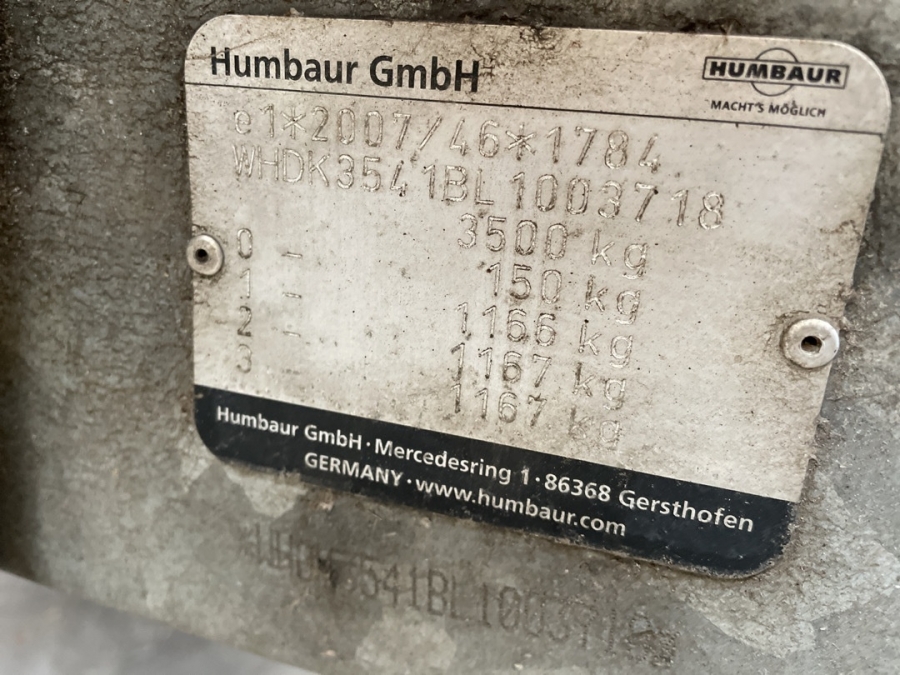 Humbaur GmbH
HUMBAUR
MACHT'S MÖGLICH
e1*2007/46*1784
WHDK3541BL1003718
3500 kg
0 - 150 kg
1 - 1166 kg
2 - 1167 kg
3 - 1167 kg
Humbaur GmbH · Mercedesring 1 · 86368 Gersthofen
GERMANY · www.humbaur.com